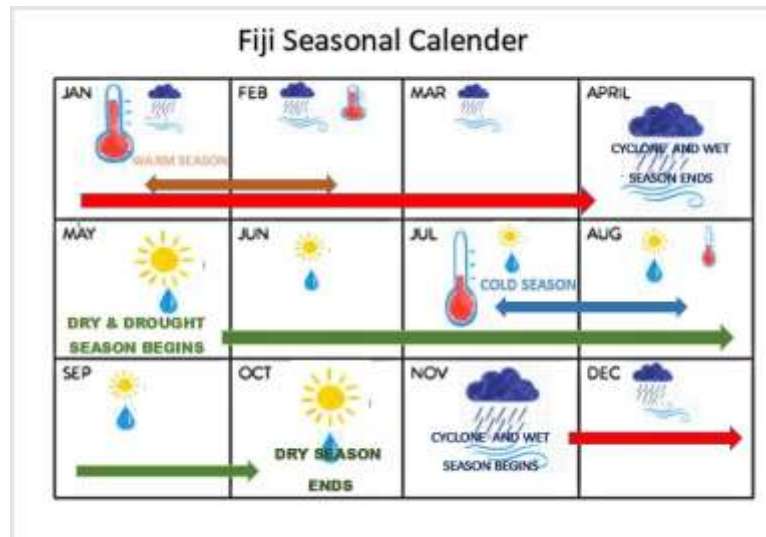 Fiji Seasonal Calender
JAN
FEB
MAR
APRIL
WARM SEASON
CYCLONE AND WET
SEASON ENDS
MAY
JUN
JUL
AUG
DRY & DROUGHT
SEASON BEGINS
COLD SEASON
SEP
OCT
NOV
DEC
DRY SEASON
ENDS
CYCLONE AND WET
SEASON BEGINS